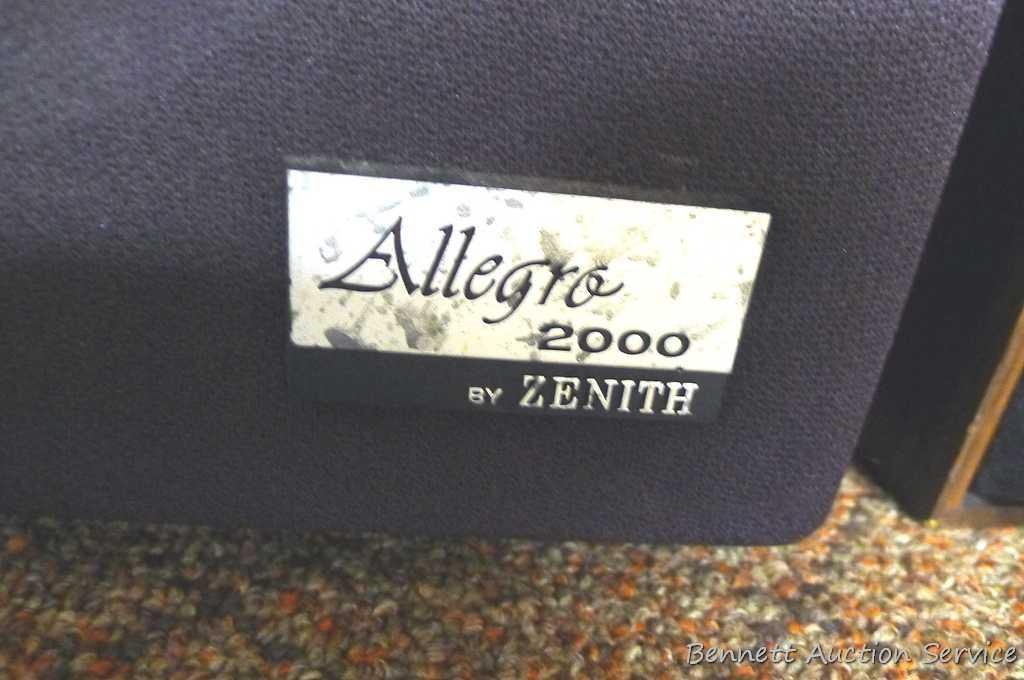 Allegro
2000
BY ZENITH
Bennett Auction Service